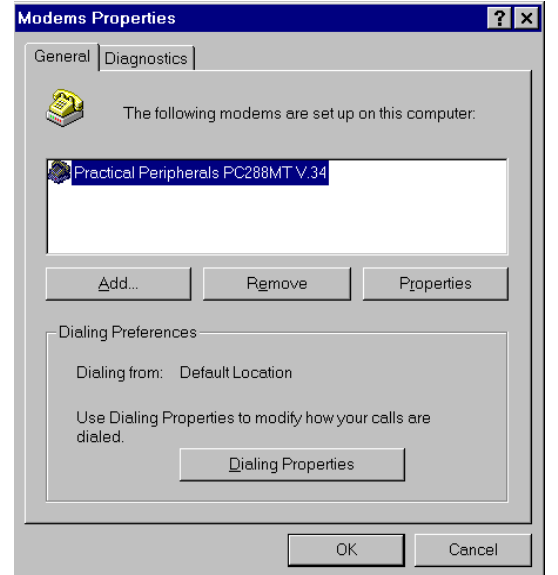 Modems Properties
General Diagnostics
The following modems are set up on this computer:
Practical Peripherals PC288MT V.34
Add... Remove Properties
Dialing Preferences
Dialing from: Default Location
Use Dialing Properties to modify how your calls are
dialed.
Dialing Properties
OK Cancel